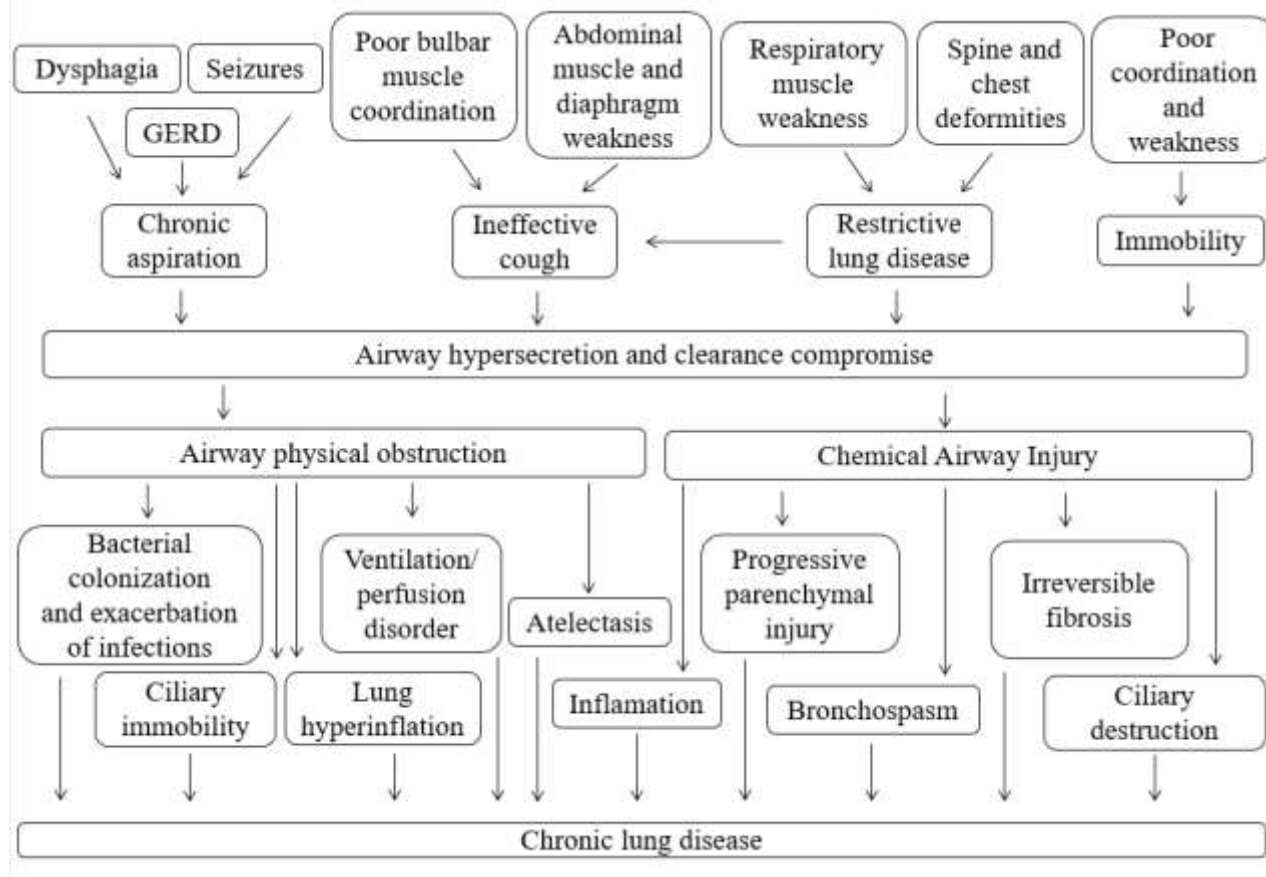 Dysphagia
Seizures
GERD
Poor bulbar
muscle
coordination
Abdominal
muscle and
diaphragm
weakness
Respiratory
muscle
weakness
Spine and
chest
deformities
Poor
coordination
and
weakness
Chronic
aspiration
Ineffective
cough
Restrictive
lung disease
Immobility
Airway hypersecretion and clearance compromise
Airway physical obstruction
Chemical Airway Injury
Bacterial
colonization
and exacerbation
of infections
Ventilation/
perfusion
disorder
Atelectasis
Progressive
parenchymal
injury
Irreversible
fibrosis
Ciliary
immobility
Lung
hyperinflation
Inflamation
Bronchospasm
Ciliary
destruction
Chronic lung disease